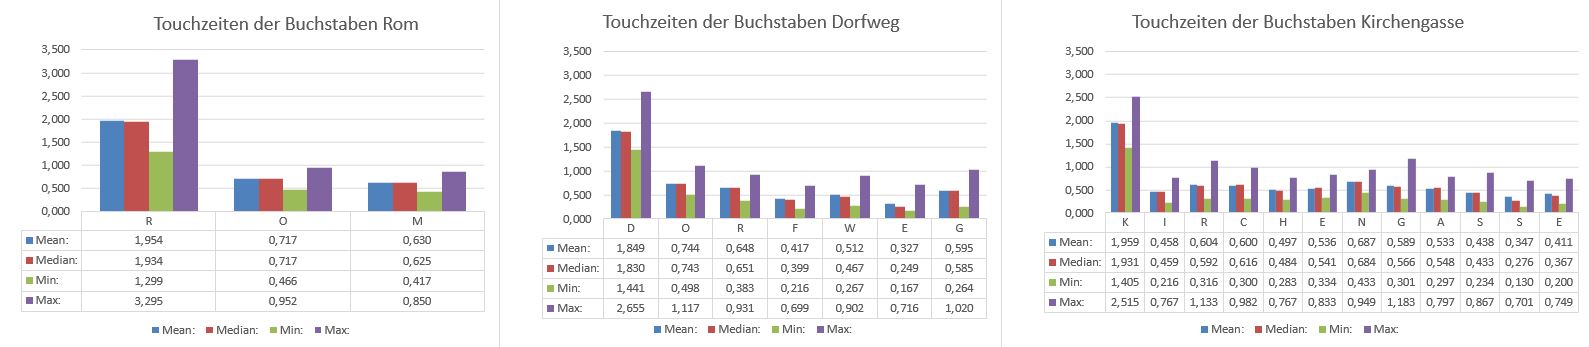 Touchzeiten der Buchstaben Rom
3,500
3,000
2,500
2,000
1,500
1,000
0,500
0,000
R O M
Mean: 1,954 0,717 0,630
Median: 1,934 0,717 0,625
Min: 1,299 0,466 0,417
Max: 3,295 0,952 0,850
Mean: Median: Min: Max:
Touchzeiten der Buchstaben Dorfweg
3,500
3,000
2,500
2,000
1,500
1,000
0,500
0,000
D O R F W E G
Mean: 1,849 0,744 0,648 0,417 0,512 0,327 0,595
Median: 1,830 0,743 0,651 0,399 0,467 0,249 0,585
Min: 1,441 0,498 0,383 0,216 0,267 0,167 0,264
Max: 2,655 1,117 0,931 0,699 0,902 0,716 1,020
Mean: Median: Min: Max:
Touchzeiten der Buchstaben Kirchengasse
3,500
3,000
2,500
2,000
1,500
1,000
0,500
0,000
K I R C H E N G A S S E
Mean: 1,959 0,458 0,604 0,600 0,497 0,536 0,687 0,589 0,533 0,438 0,347 0,411
Median: 1,931 0,459 0,592 0,616 0,484 0,541 0,684 0,566 0,548 0,433 0,276 0,367
Min: 1,405 0,216 0,316 0,300 0,283 0,334 0,433 0,301 0,297 0,234 0,130 0,200
Max: 2,515 0,767 1,133 0,982 0,767 0,833 0,949 1,183 0,797 0,867 0,701 0,749
Mean: Median: Min: Max: